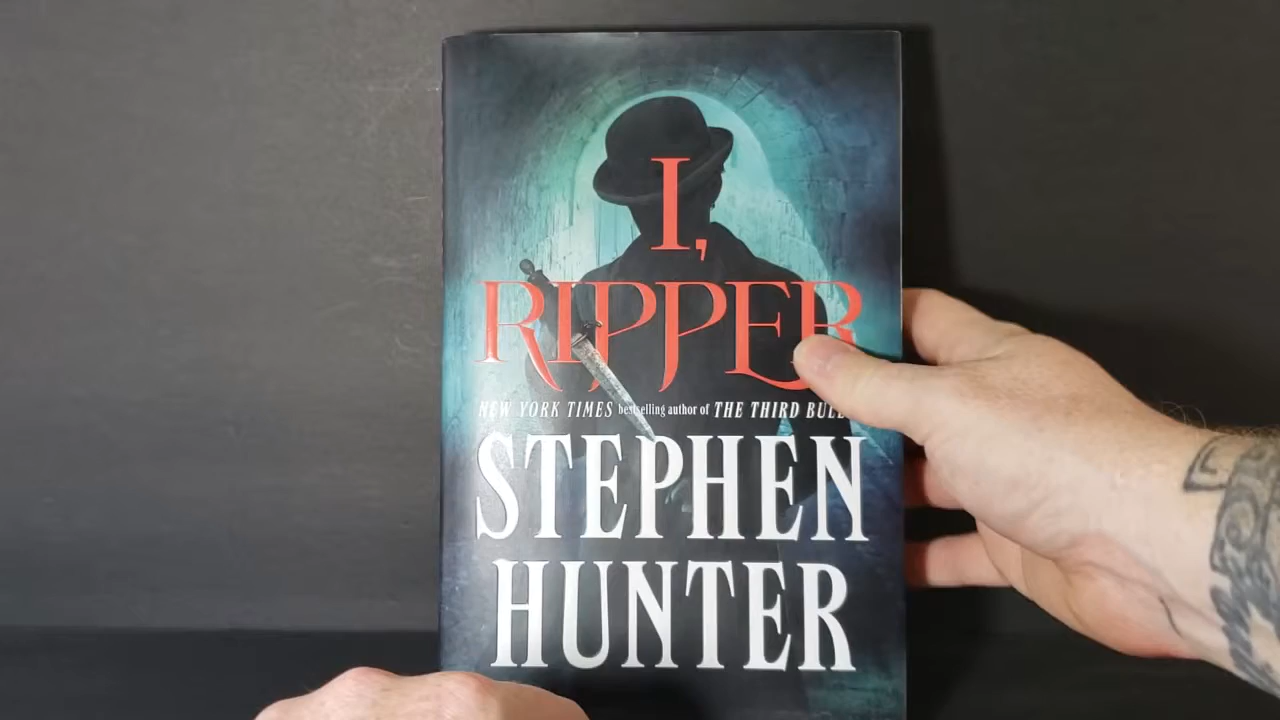 I,
RIPPER
NEW YORK TIMES bestselling author of THE THIRD
STEPHEN
HUNTER